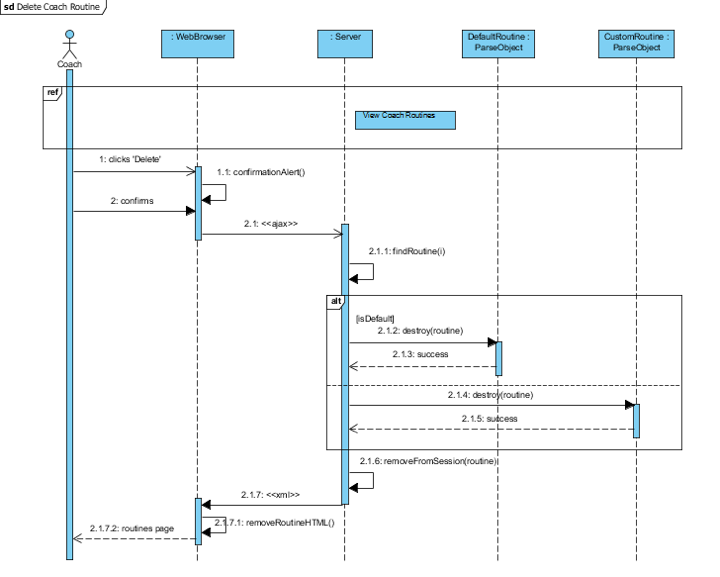 sd Delete Coach Routine
: WebBrowser
: Server
DefaultRoutine :
ParseObject
CustomRoutine :
ParseObject
Coach
ref
View Coach Routines
1: clicks 'Delete'
1.1: confirmationAlert()
2: confirms
2.1: <<ajax>>
2.1.1: findRoutine(i)
alt
[isDefault]
2.1.2: destroy(routine)
2.1.3: success
2.1.4: destroy(routine)
2.1.5: success
2.1.6: removeFromSession(routine)
2.1.7: <<xml>>
2.1.7.1: removeRoutineHTML()
2.1.7.2: routines page